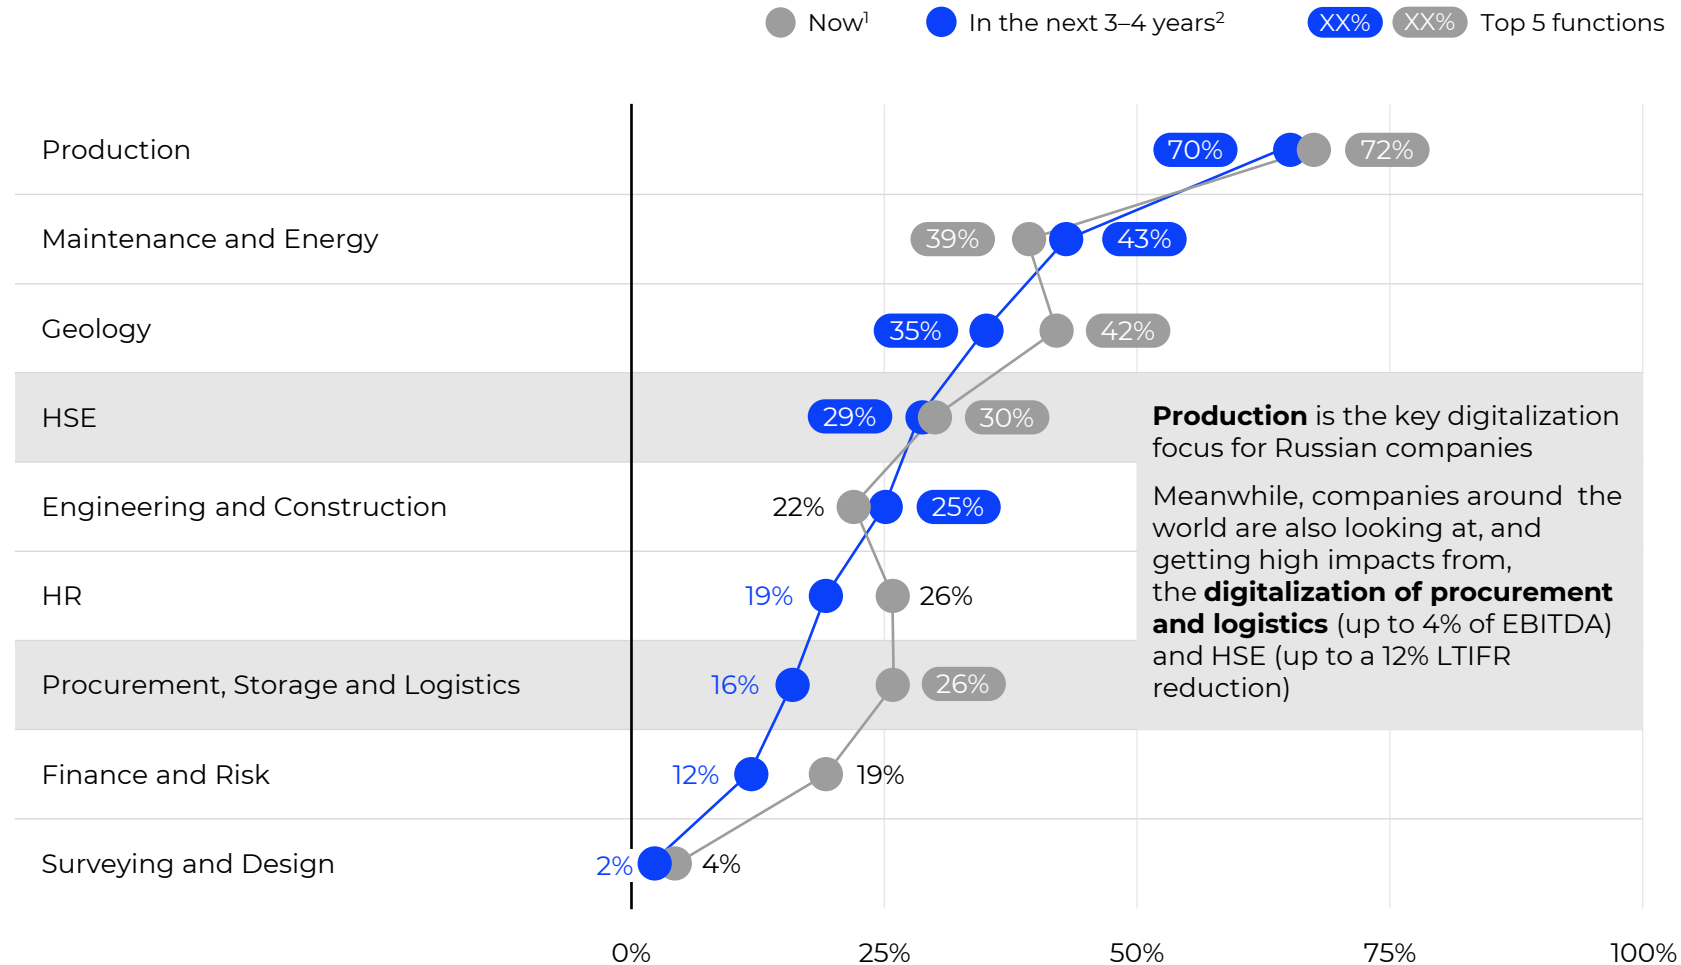 Now¹ In the next 3–4 years² XX% XX% Top 5 functions
Production 70% 72%
Maintenance and Energy 39% 43%
Geology 35% 42%
HSE 29% 30%
Engineering and Construction 22% 25%
HR 19% 26%
Procurement, Storage and Logistics 16% 26%
Finance and Risk 12% 19%
Surveying and Design 2% 4%
Production is the key digitalization
focus for Russian companies
Meanwhile, companies around the
world are also looking at, and
getting high impacts from,
the digitalization of procurement
and logistics (up to 4% of EBITDA)
and HSE (up to a 12% LTIFR
reduction)
0% 25% 50% 75% 100%